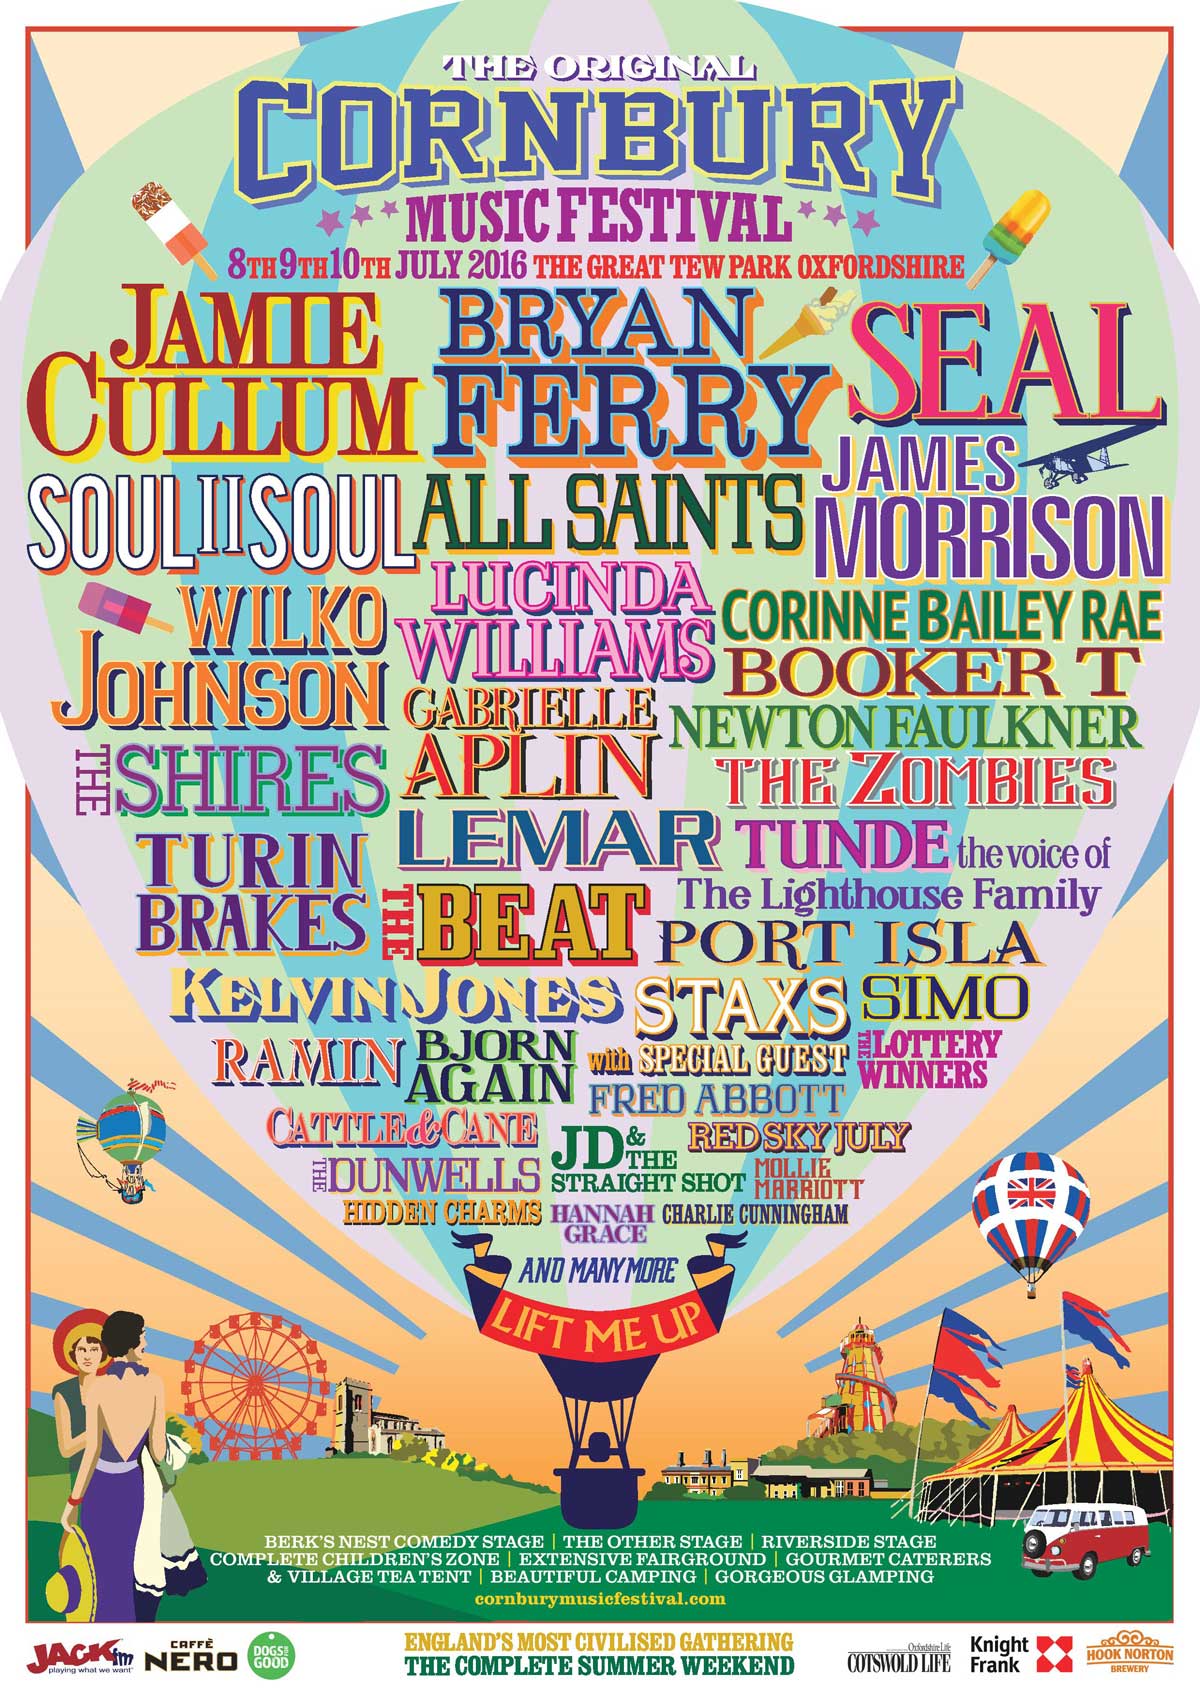 THE ORIGINAL
CORNBURY
MUSIC FESTIVAL
8TH 9TH 10TH JULY 2016 THE GREAT TEW PARK OXFORDSHIRE
JAMIE
CULLUM
BRYAN
FERRY
SEAL
SOUL II SOUL
ALL SAINTS
JAMES
MORRISON
WILKO
JOHNSON
LUCINDA
WILLIAMS
CORINNE BAILEY RAE
BOOKER T
GABRIELLE
APLIN
NEWTON FAULKNER
THE SHIRES
THE ZOMBIES
TURIN
BRAKES
LEMAR
TUNDE the voice of
The Lighthouse Family
THE BEAT
PORT ISLA
KELVIN JONES
STAXS
with SPECIAL GUEST
FRED ABBOTT
SIMO
RAMIN
BJORN
AGAIN
THE LOTTERY
WINNERS
CATTLE & CANE
JD &
THE
STRAIGHT SHOT
RED SKY JULY
THE DUNWELLS
MOLLIE
MARRIOTT
HIDDEN CHARMS
HANNAH
GRACE
CHARLIE CUNNINGHAM
AND MANY MORE
LIFT ME UP
BERK'S NEST COMEDY STAGE | THE OTHER STAGE | RIVERSIDE STAGE
COMPLETE CHILDREN'S ZONE | EXTENSIVE FAIRGROUND | GOURMET CATERERS
& VILLAGE TEA TENT | BEAUTIFUL CAMPING | GORGEOUS GLAMPING
cornburymusicfestival.com
JACKfm
playing what we want
CAFFÈ
NERO
DOGS FOR
GOOD
ENGLAND'S MOST CIVILISED GATHERING
THE COMPLETE SUMMER WEEKEND
Oxfordshire Life
COTSWOLD LIFE
Knight
Frank
HOOK NORTON
BREWERY